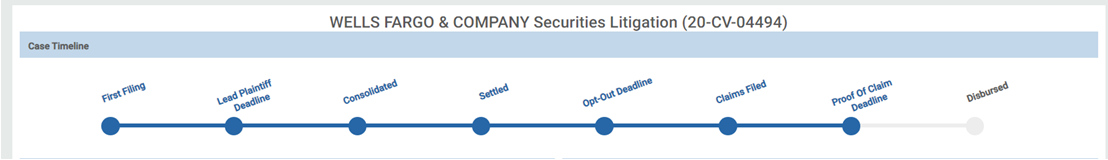 WELLS FARGO & COMPANY Securities Litigation (20-CV-04494)
Case Timeline
First Filing
Lead Plaintiff
Deadline
Consolidated
Settled
Opt-Out Deadline
Claims Filed
Proof Of Claim
Deadline
Disbursed